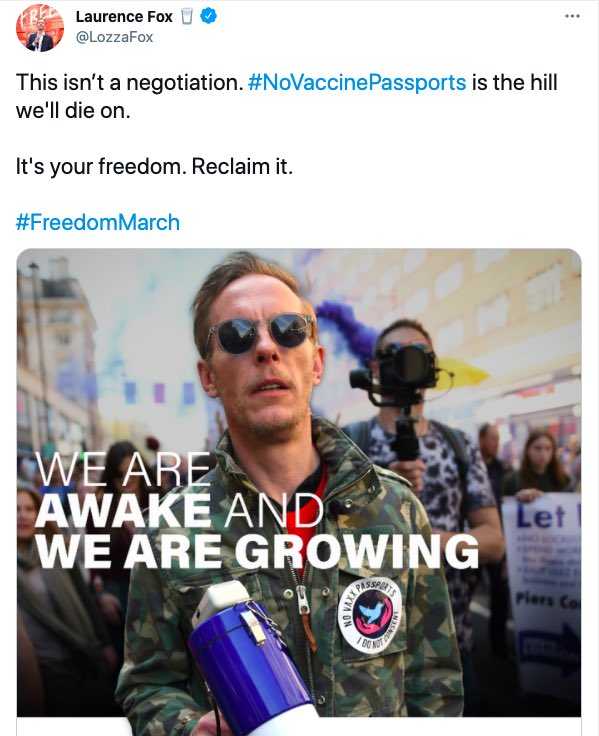 Laurence Fox
@LozzaFox
This isn't a negotiation. #NoVaccinePassports is the hill
we'll die on.
It's your freedom. Reclaim it.
#FreedomMarch
WE ARE
AWAKE AND
WE ARE GROWING
NO VAXX PASSPORTS
I DO NOT CONSENT
Let
Piers Co